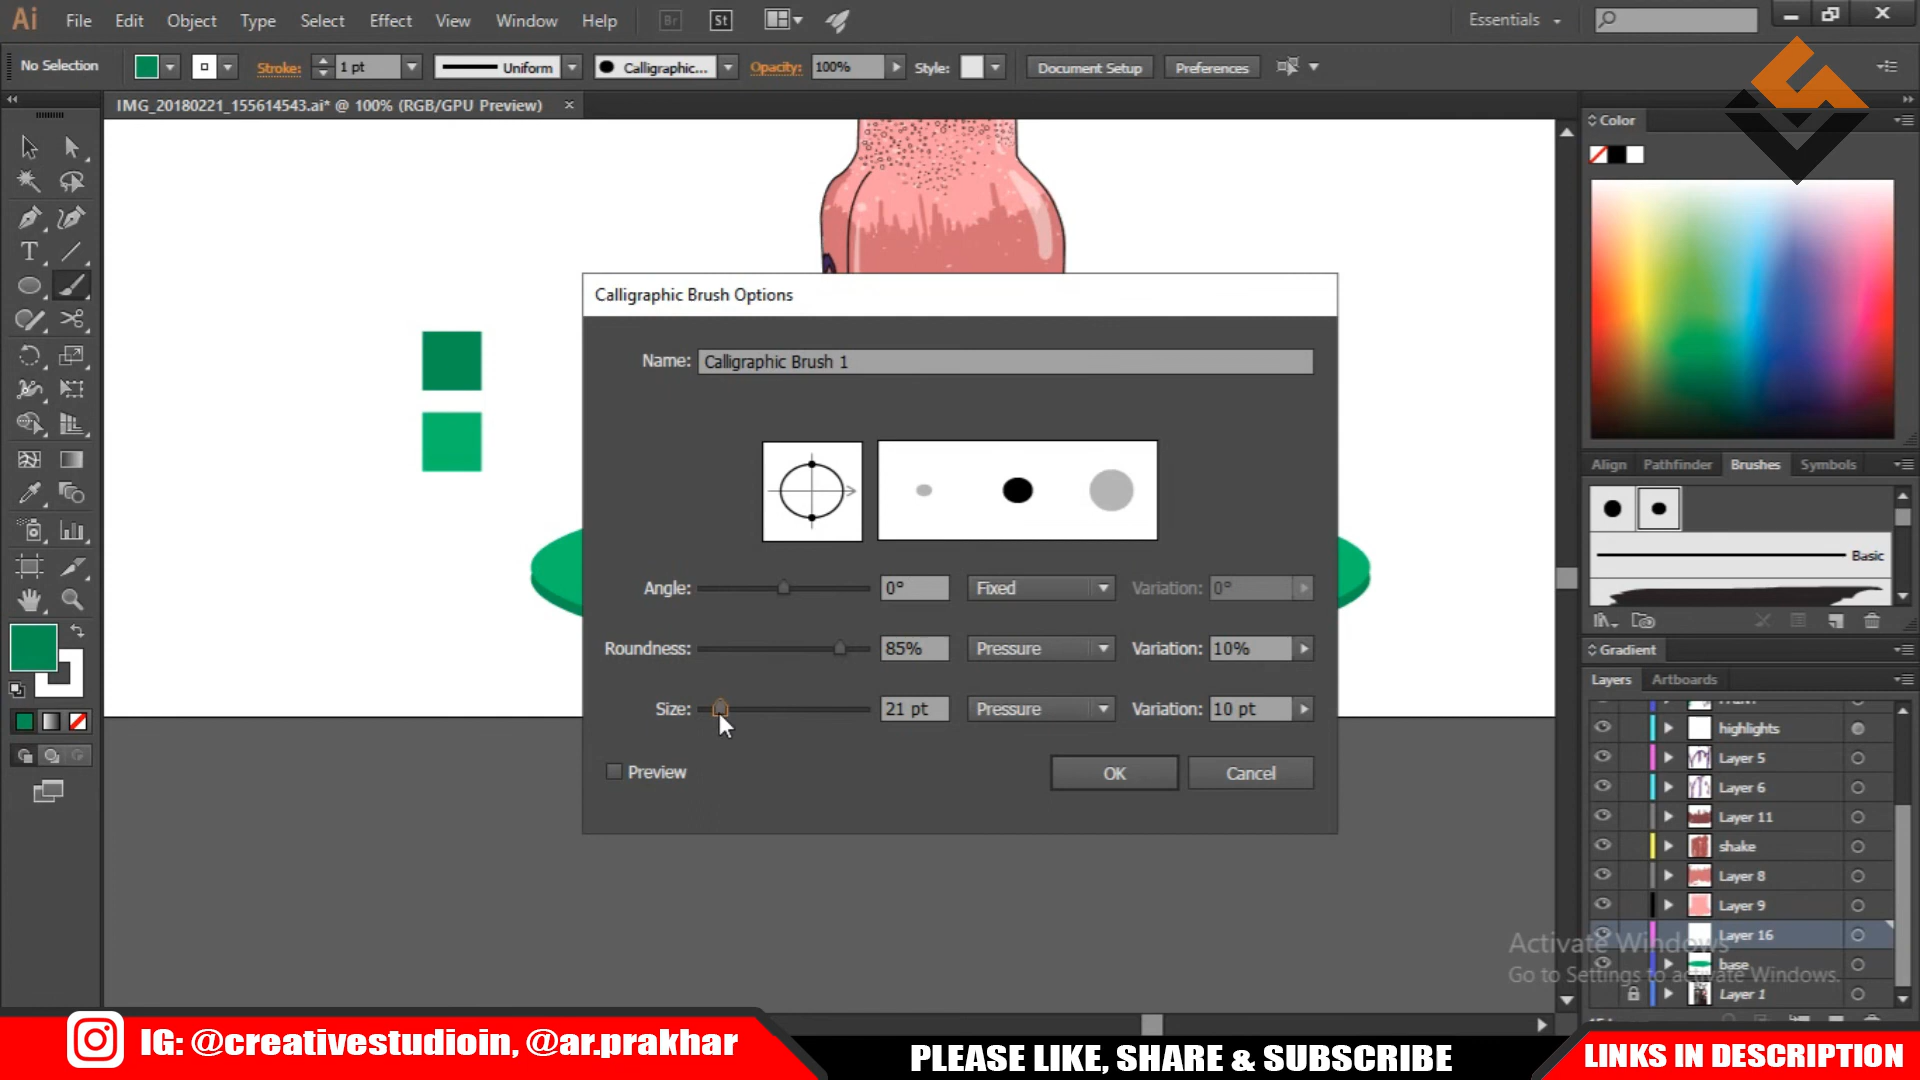 Ai File Edit Object Type Select Effect View Window Help Br St Essentials
No Selection Stroke: 1 pt Uniform Calligraphic... Opacity: 100% Style: Document Setup Preferences
IMG_20180221_155614543.ai* @ 100% (RGB/GPU Preview)
Color
Calligraphic Brush Options
Name: Calligraphic Brush 1
Align Pathfinder Brushes Symbols
Basic
Angle: 0° Fixed Variation: 0°
Roundness: 85% Pressure Variation: 10%
Gradient
Layers Artboards
Size: 21 pt Pressure Variation: 10 pt
highlights
Layer 5
Preview OK Cancel
Layer 6
Layer 11
shake
Layer 8
Layer 9
Layer 16
Activate Windows
base
Go to Settings to activate Windows.
Layer 1
IG: @creativestudioin, @ar.prakhar
PLEASE LIKE, SHARE & SUBSCRIBE
LINKS IN DESCRIPTION